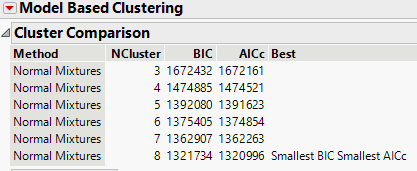 Model Based Clustering
Cluster Comparison
Method NCluster BIC AICc Best
Normal Mixtures 3 1672432 1672161
Normal Mixtures 4 1474885 1474521
Normal Mixtures 5 1392080 1391623
Normal Mixtures 6 1375405 1374854
Normal Mixtures 7 1362907 1362263
Normal Mixtures 8 1321734 1320996 Smallest BIC Smallest AICc